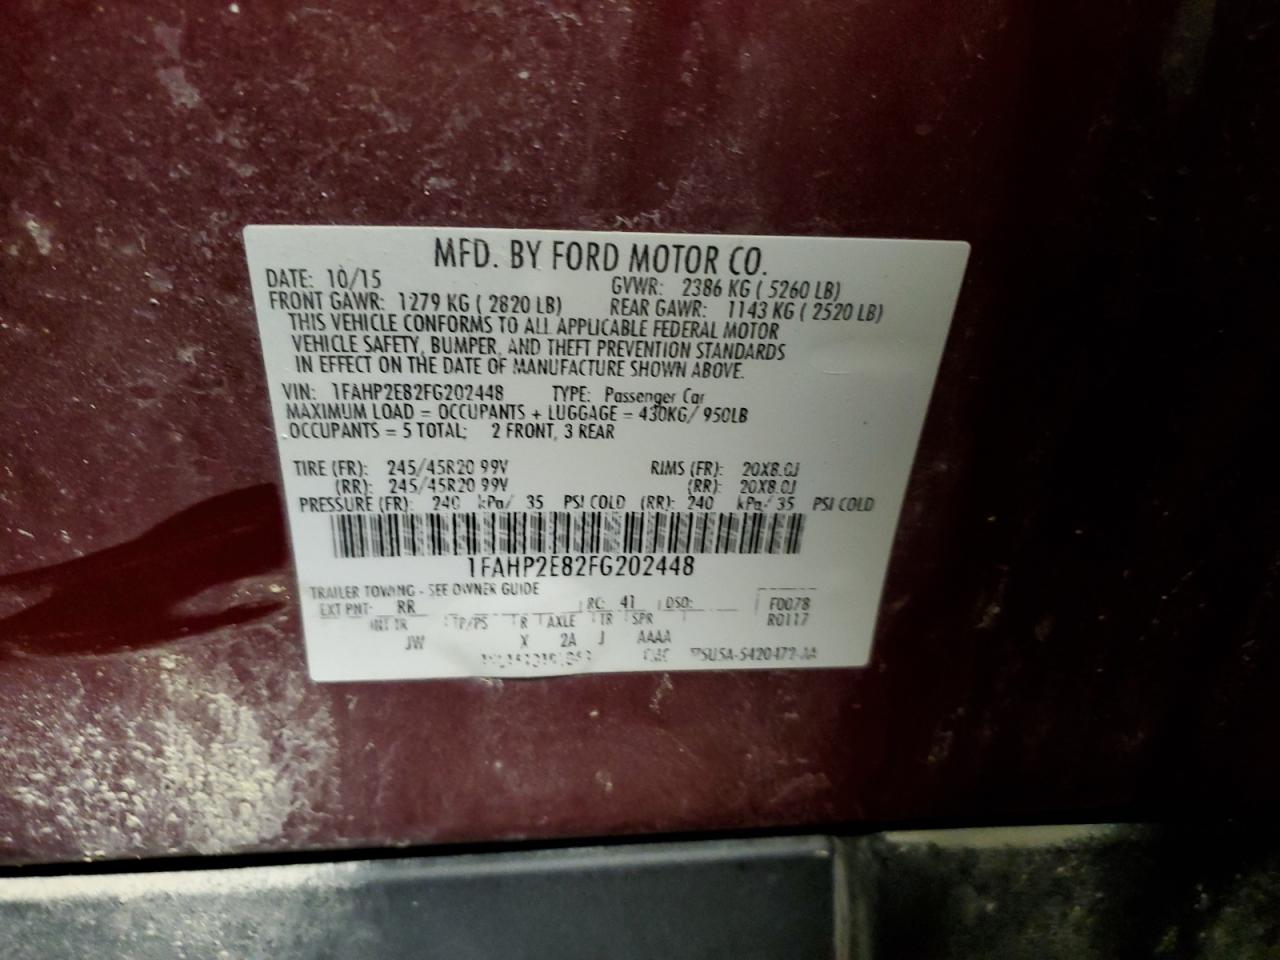 MFD. BY FORD MOTOR CO.
DATE: 10/15 GVWR: 2386 KG ( 5260 LB)
FRONT GAWR: 1279 KG ( 2820 LB) REAR GAWR: 1143 KG ( 2520 LB)
THIS VEHICLE CONFORMS TO ALL APPLICABLE FEDERAL MOTOR
VEHICLE SAFETY, BUMPER, AND THEFT PREVENTION STANDARDS
IN EFFECT ON THE DATE OF MANUFACTURE SHOWN ABOVE.
VIN: 1FAHP2E82FG202448 TYPE: Passenger Car
MAXIMUM LOAD = OCCUPANTS + LUGGAGE = 430KG/ 950LB
OCCUPANTS = 5 TOTAL; 2 FRONT, 3 REAR
TIRE (FR): 245/45R20 99V RIMS (FR): 20X8.0J
(RR): 245/45R20 99V (RR): 20X8.0J
PRESSURE (FR): 240 kPa/ 35 PSI COLD (RR): 240 kPa/ 35 PSI COLD
1FAHP2E82FG202448
TRAILER TOWING - SEE OWNER GUIDE
EXT PNT: RR RC: 41 DSO: F0078
INT TR TP/PS R AXLE TR SPR R0117
JW X 2A J AAAA